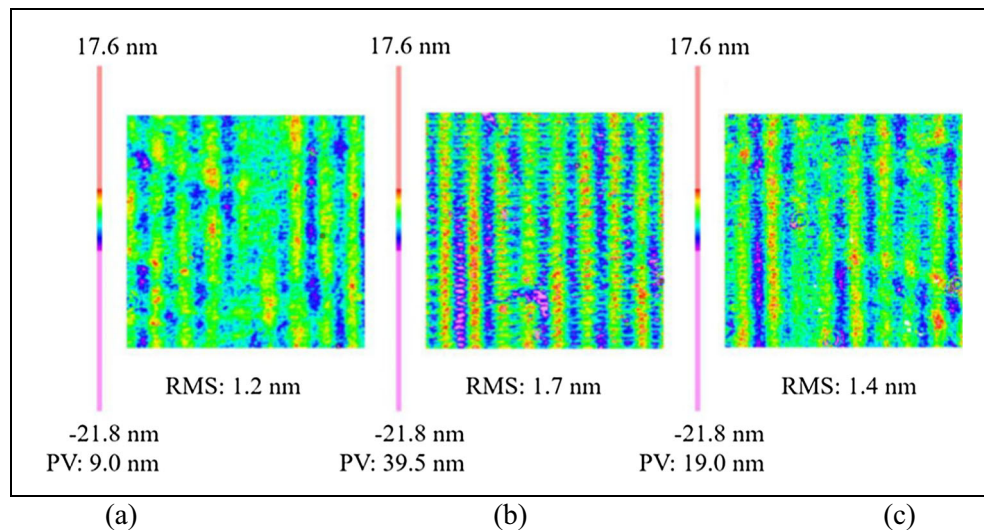 17.6 nm 17.6 nm 17.6 nm
RMS: 1.2 nm RMS: 1.7 nm RMS: 1.4 nm
-21.8 nm -21.8 nm -21.8 nm
PV: 9.0 nm PV: 39.5 nm PV: 19.0 nm
(a) (b) (c)